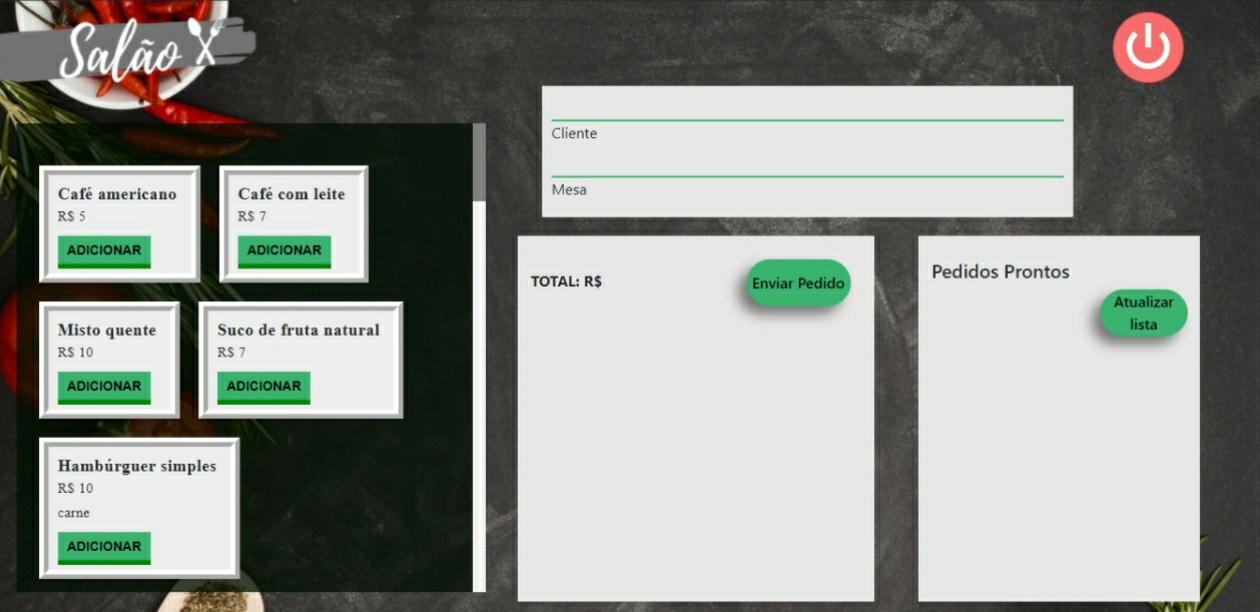 Salão
Café americano
R$ 5
ADICIONAR
Café com leite
R$ 7
ADICIONAR
Misto quente
R$ 10
ADICIONAR
Suco de fruta natural
R$ 7
ADICIONAR
Hambúrguer simples
R$ 10
carne
ADICIONAR
Cliente
Mesa
TOTAL: R$
Enviar Pedido
Pedidos Prontos
Atualizar
lista